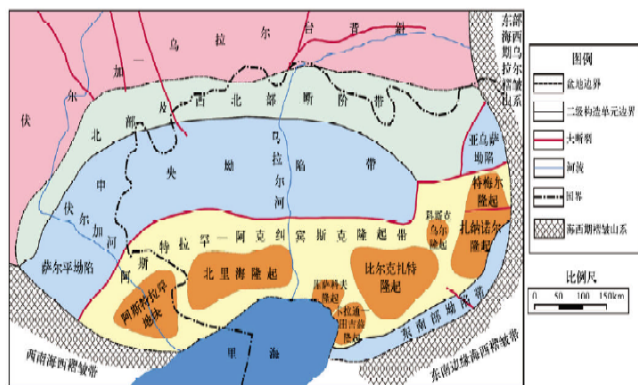 伏尔加—乌拉尔台背斜
东部海西期乌拉尔褶皱山系
北部及西北部断阶带
中央坳陷带
乌拉尔河
伏尔加河
亚乌萨坳陷
萨尔平坳陷
阿斯特拉罕—阿克纠宾斯克隆起带
特梅尔隆起
扎纳诺尔隆起
北里海隆起
比尔克扎特隆起
阿斯特拉罕地块
隆起
隆起
东南部坳陷带
里海
西南海西褶皱带
东南边缘海西褶皱带
图例
盆地边界
二级构造单元边界
大断裂
河流
国界
海西期褶皱山系
比例尺
0 50 100 150km